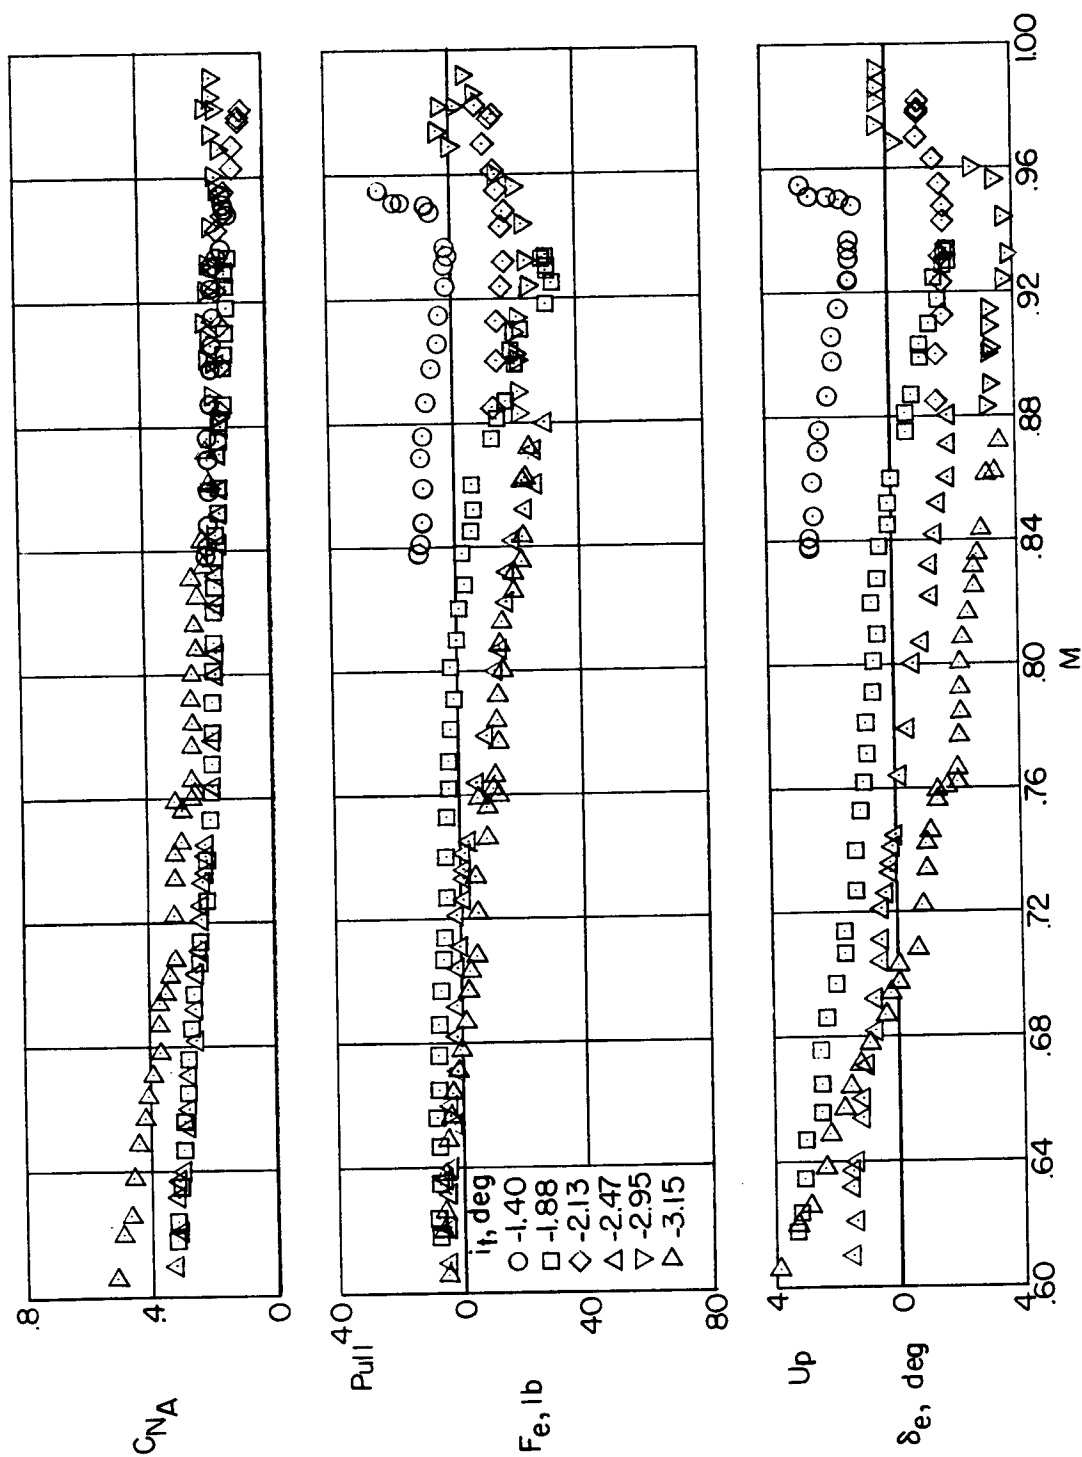 .8
.4
0
C_NA
Pull 40
0
40
80
F_e, lb
i_t, deg
○ -1.40
□ -1.88
◇ -2.13
△ -2.47
▽ -2.95
▷ -3.15
Up 4
0
4
δ_e, deg
.60 .64 .68 .72 .76 .80 .84 .88 .92 .96 1.00
M